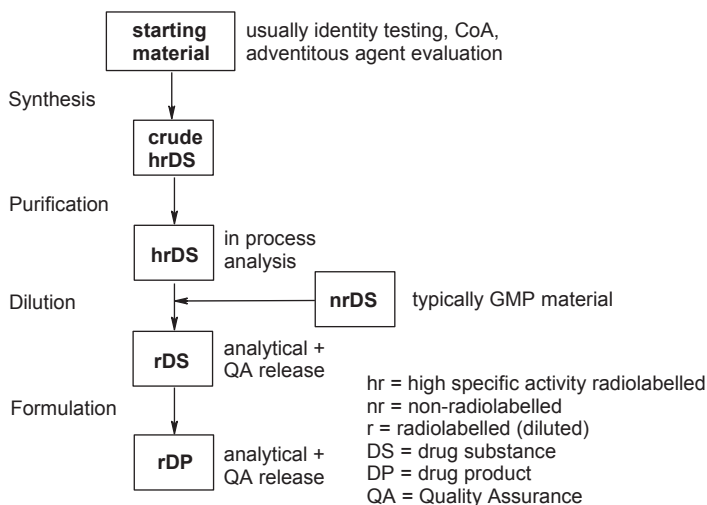 starting
material
usually identity testing, CoA,
adventitous agent evaluation
Synthesis
crude
hrDS
Purification
hrDS
in process
analysis
Dilution
nrDS
typically GMP material
rDS
analytical +
QA release
Formulation
rDP
analytical +
QA release
hr = high specific activity radiolabelled
nr = non-radiolabelled
r = radiolabelled (diluted)
DS = drug substance
DP = drug product
QA = Quality Assurance